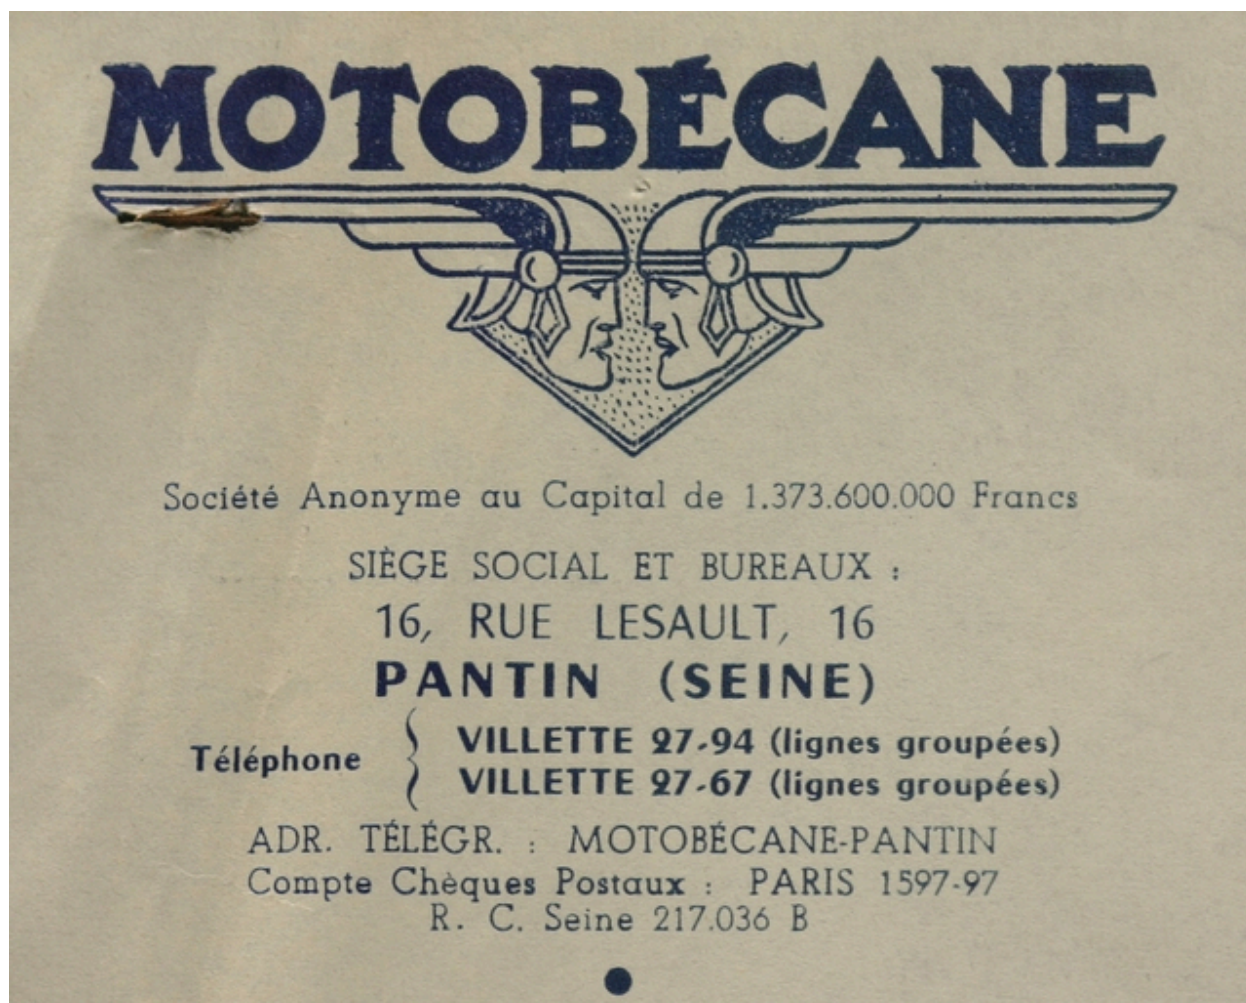 MOTOBÉCANE
Société Anonyme au Capital de 1.373.600.000 Francs
SIÈGE SOCIAL ET BUREAUX :
16, RUE LESAULT, 16
PANTIN (SEINE)
Téléphone { VILLETTE 27-94 (lignes groupées)
VILLETTE 27-67 (lignes groupées)
ADR. TÉLÉGR. : MOTOBÉCANE-PANTIN
Compte Chèques Postaux : PARIS 1597-97
R. C. Seine 217.036 B